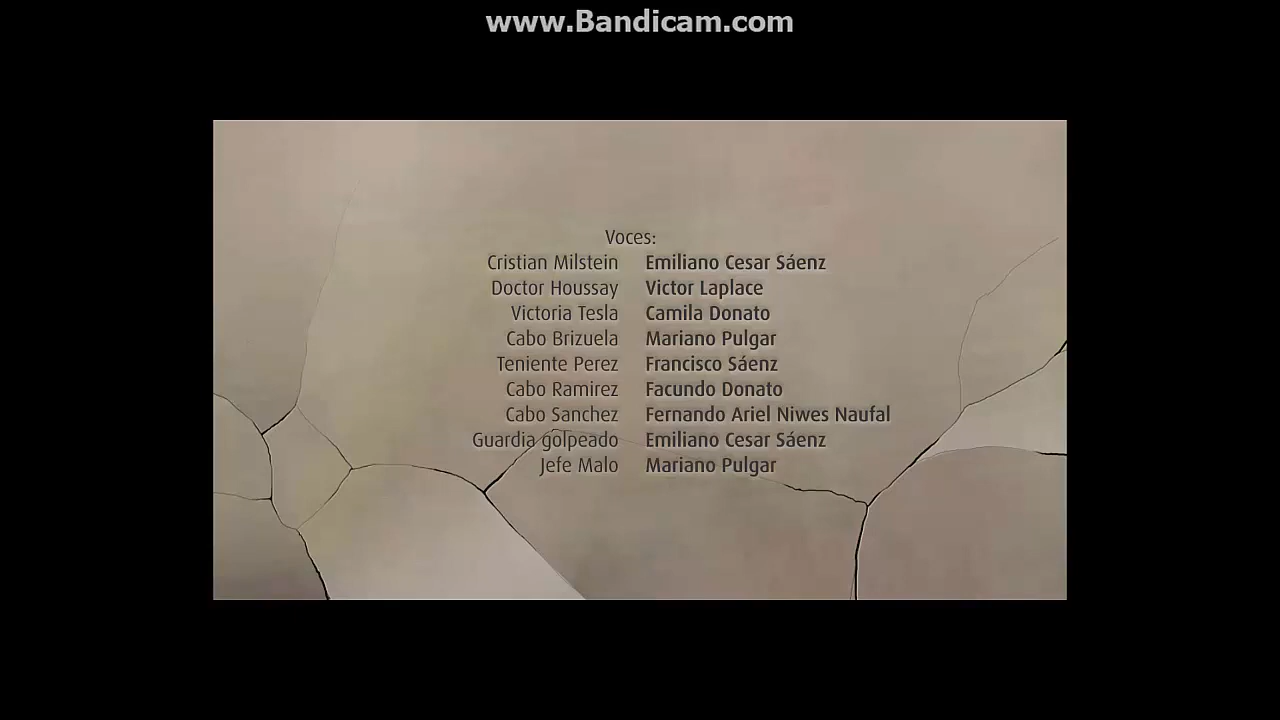 www.Bandicam.com
Voces:
Cristian Milstein Emiliano Cesar Sáenz
Doctor Houssay Victor Laplace
Victoria Tesla Camila Donato
Cabo Brizuela Mariano Pulgar
Teniente Perez Francisco Sáenz
Cabo Ramirez Facundo Donato
Cabo Sanchez Fernando Ariel Niwes Naufal
Guardia golpeado Emiliano Cesar Sáenz
Jefe Malo Mariano Pulgar